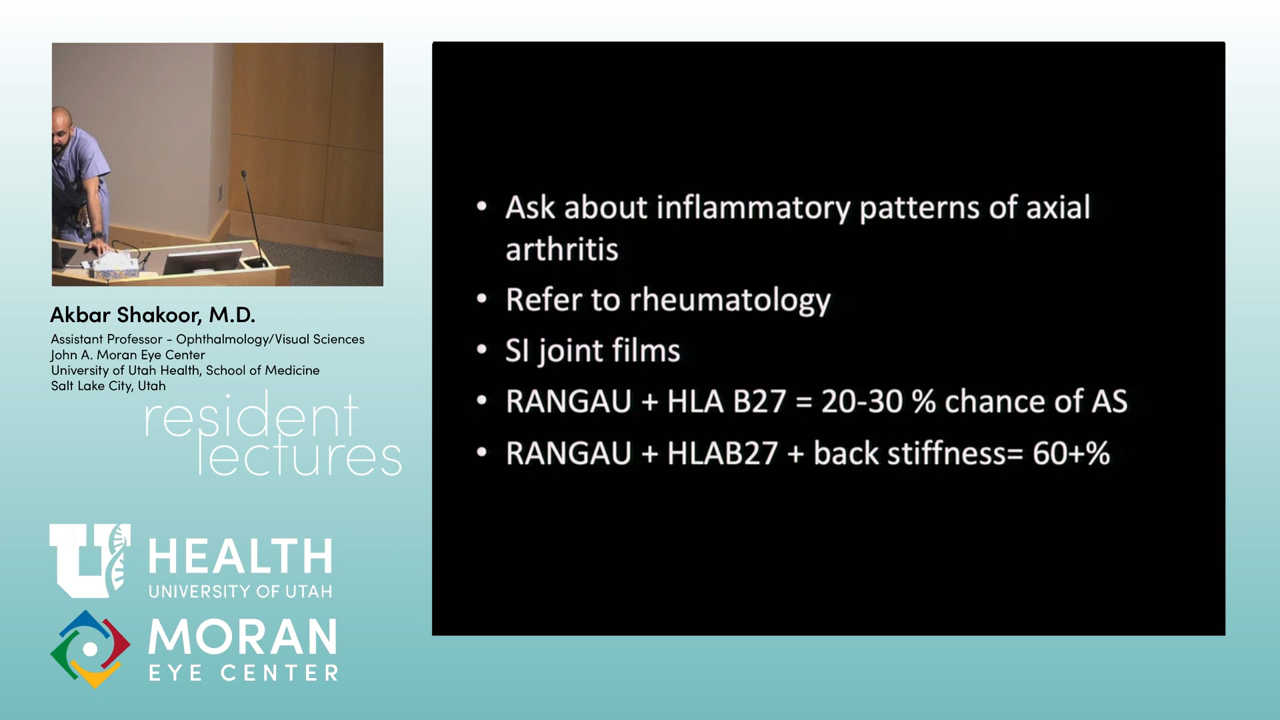 Akbar Shakoor, M.D.
Assistant Professor - Ophthalmology/Visual Sciences
John A. Moran Eye Center
University of Utah Health, School of Medicine
Salt Lake City, Utah
resident
lectures
U HEALTH
UNIVERSITY OF UTAH
MORAN
EYE CENTER
• Ask about inflammatory patterns of axial
arthritis
• Refer to rheumatology
• SI joint films
• RANGAU + HLA B27 = 20-30 % chance of AS
• RANGAU + HLAB27 + back stiffness= 60+%